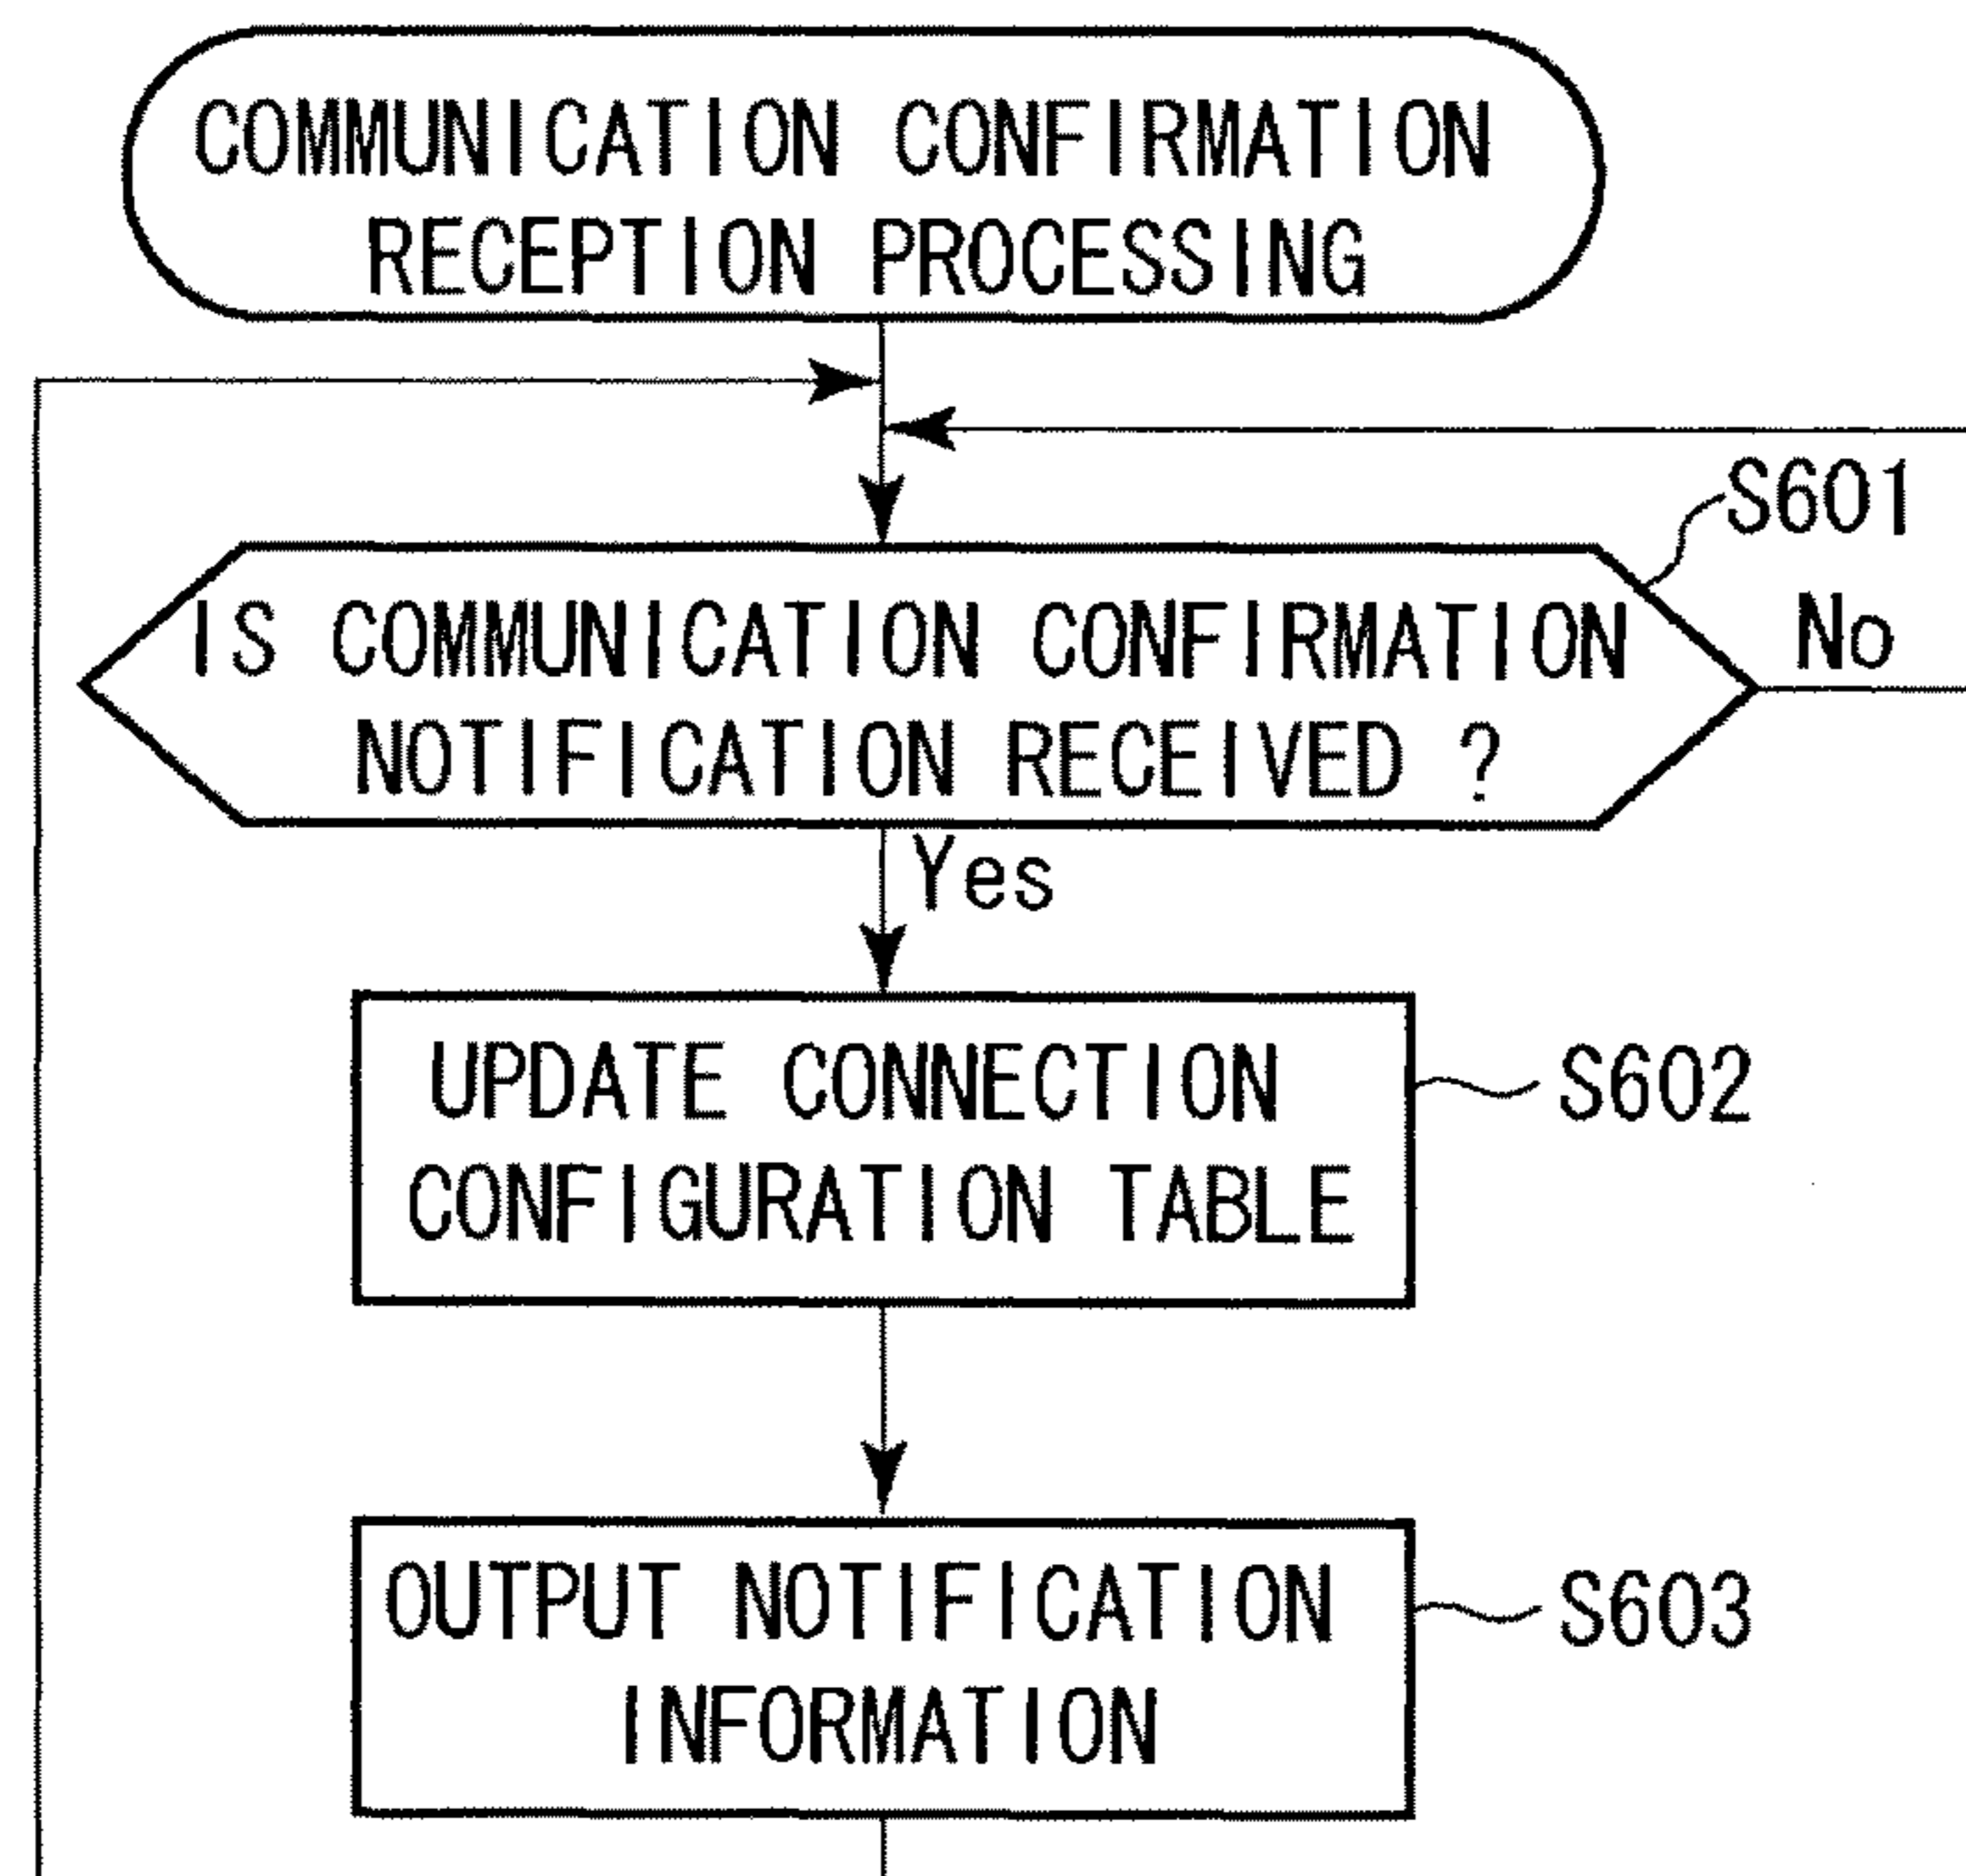 COMMUNICATION CONFIRMATION
RECEPTION PROCESSING
S601
IS COMMUNICATION CONFIRMATION
NOTIFICATION RECEIVED ?
No
Yes
UPDATE CONNECTION
CONFIGURATION TABLE
S602
OUTPUT NOTIFICATION
INFORMATION
S603